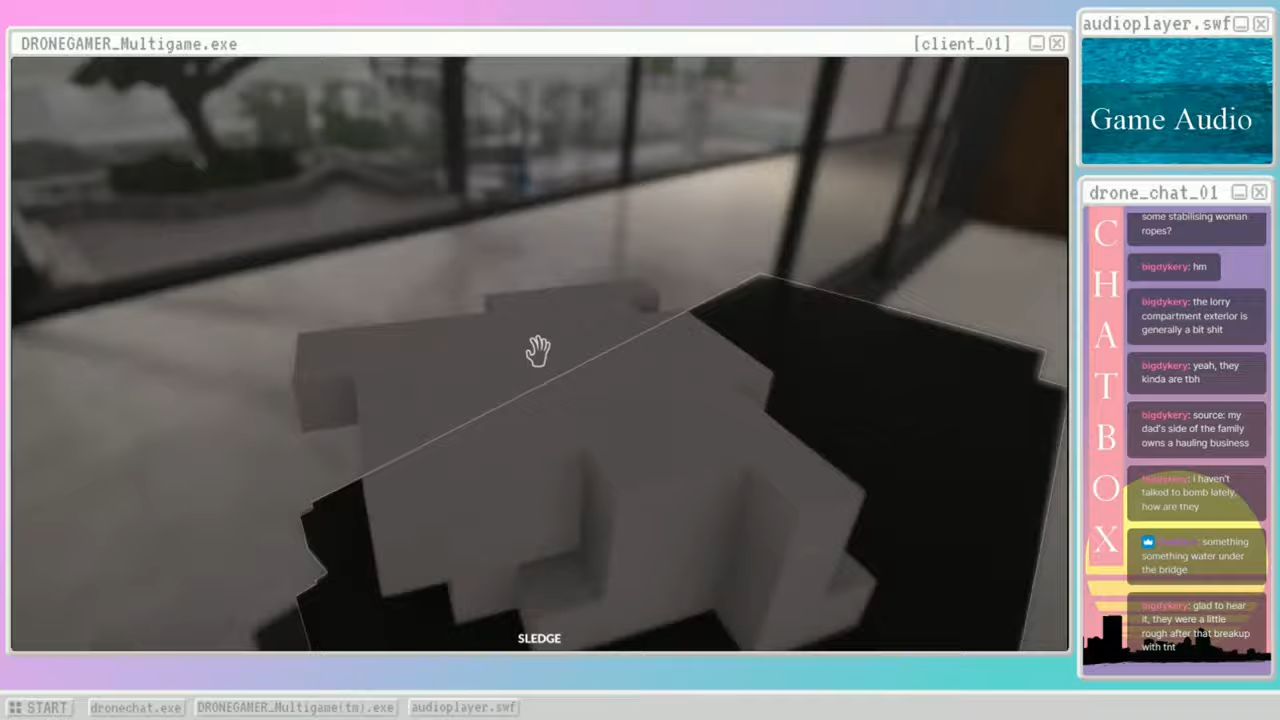 DRONEGAMER_Multigame.exe
[client_01]
SLEDGE
audioplayer.swf
Game Audio
drone_chat_01
CHATBOX
some stabilising woman
ropes?
bigdykery: hm
bigdykery: the lorry
compartment exterior is
generally a bit shit
bigdykery: yeah, they
kinda are tbh
bigdykery: source: my
dad's side of the family
owns a hauling business
bigdykery: i haven't
talked to bomb lately,
how are they
something
something water under
the bridge
bigdykery: glad to hear
it, they were a little
rough after that breakup
with tnt
START
dronechat.exe
DRONEGAMER_Multigame(tm).exe
audioplayer.swf